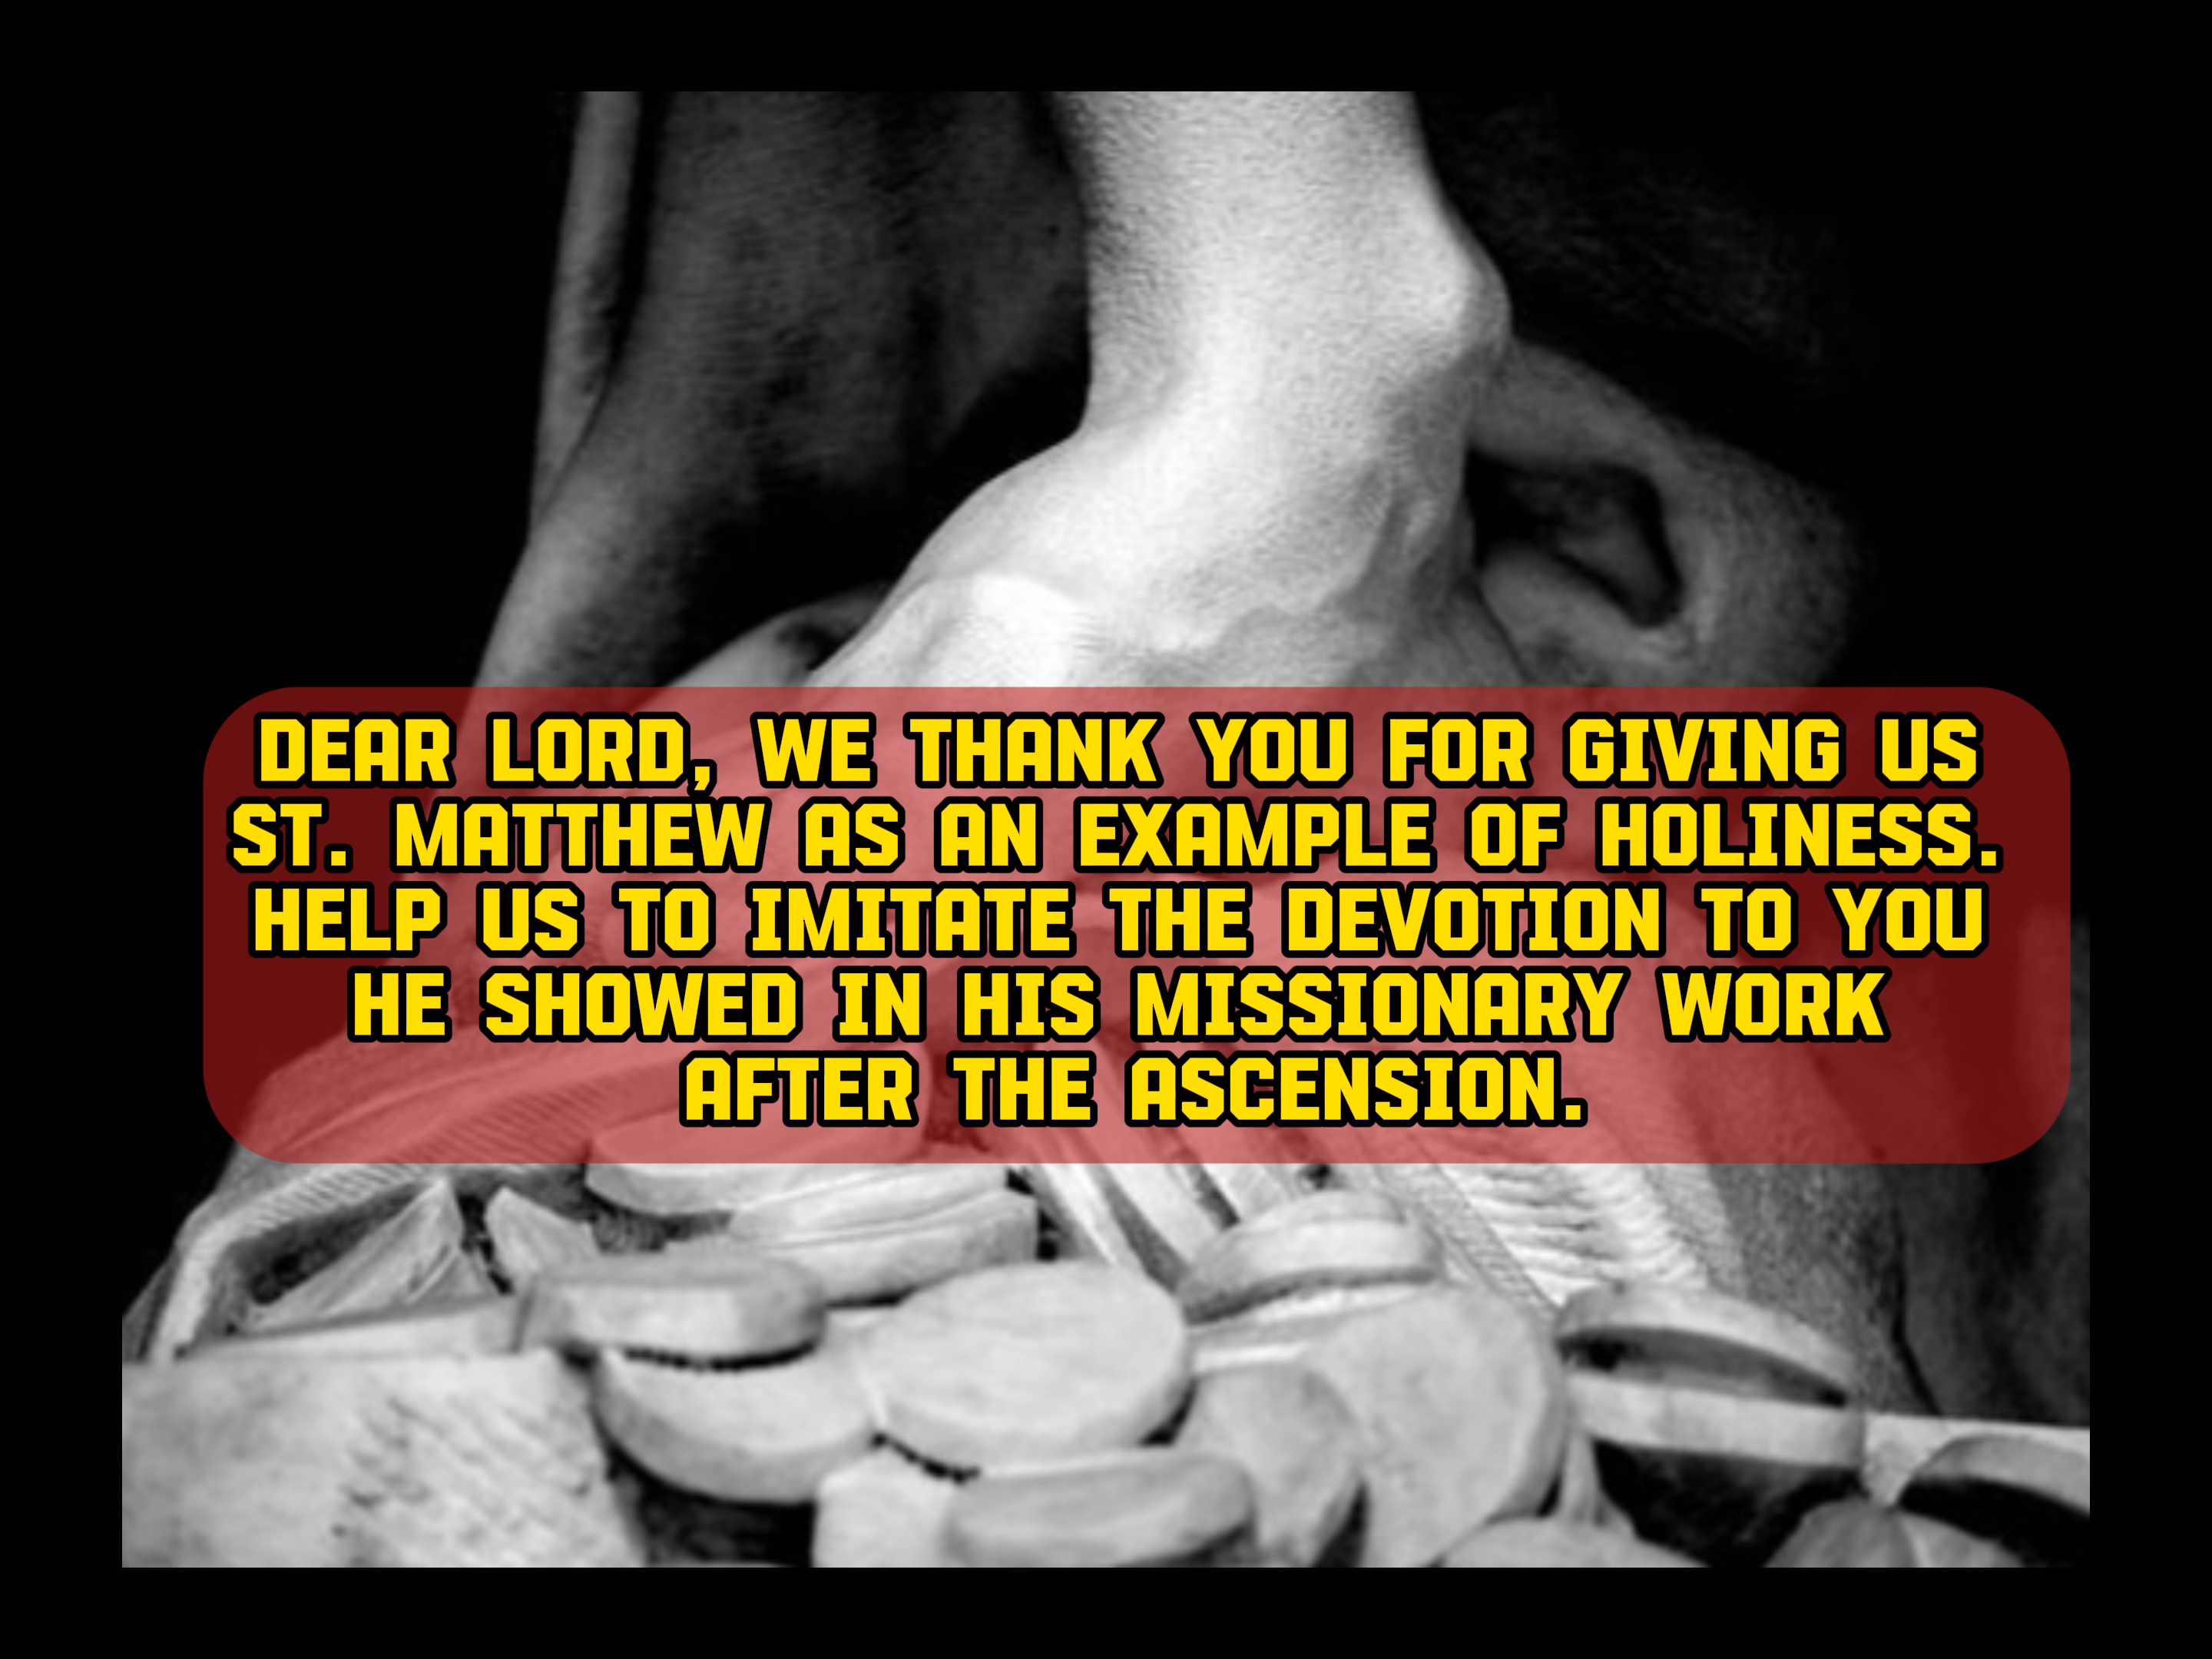 DEAR LORD, WE THANK YOU FOR GIVING US
ST. MATTHEW AS AN EXAMPLE OF HOLINESS.
HELP US TO IMITATE THE DEVOTION TO YOU
HE SHOWED IN HIS MISSIONARY WORK
AFTER THE ASCENSION.